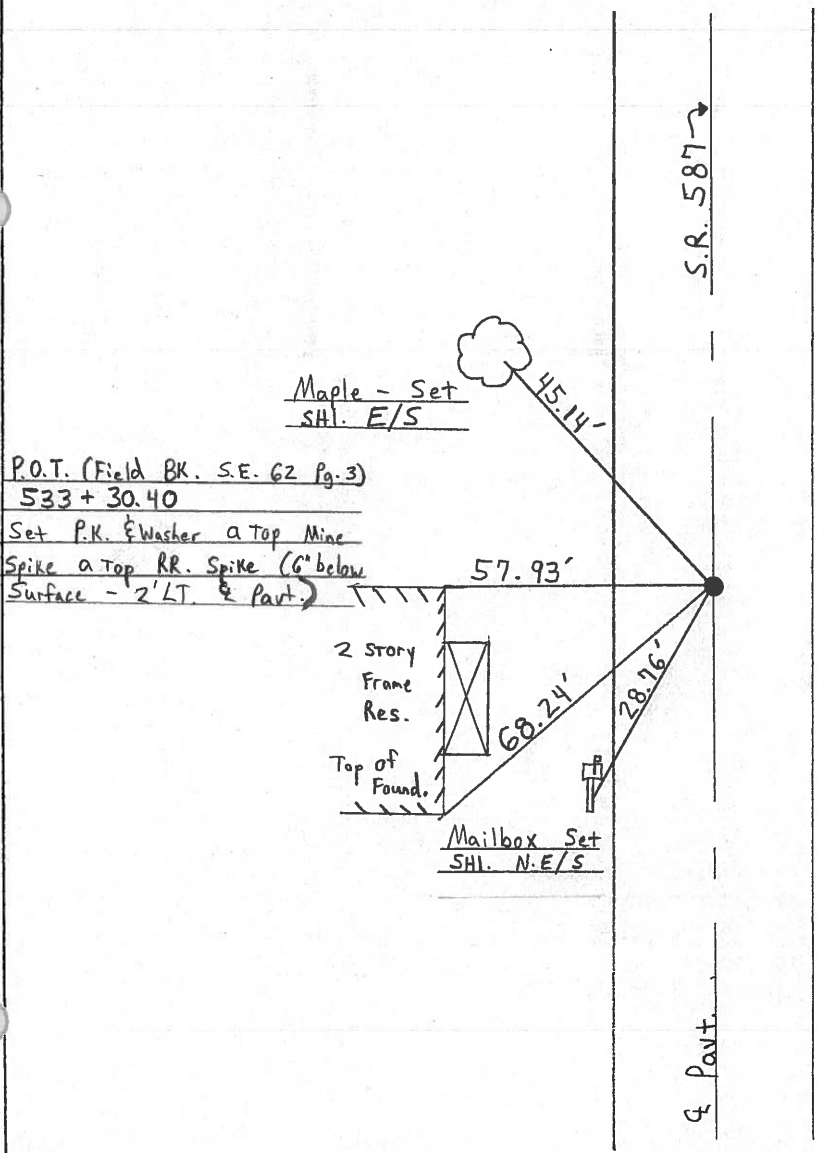 S.R. 587
Maple - Set
SHI. E/S
45.14'
P.O.T. (Field BK. S.E. 62 Pg. 3)
533 + 30.40
Set P.K. & Washer a Top Mine
Spike a Top RR. Spike (6" below
Surface - 2' LT. ℄ Pavt.)
57.93'
2 Story
Frame
Res.
Top of
Found.
68.24'
28.76'
Mailbox Set
SHI. N.E/S
℄ Pavt.